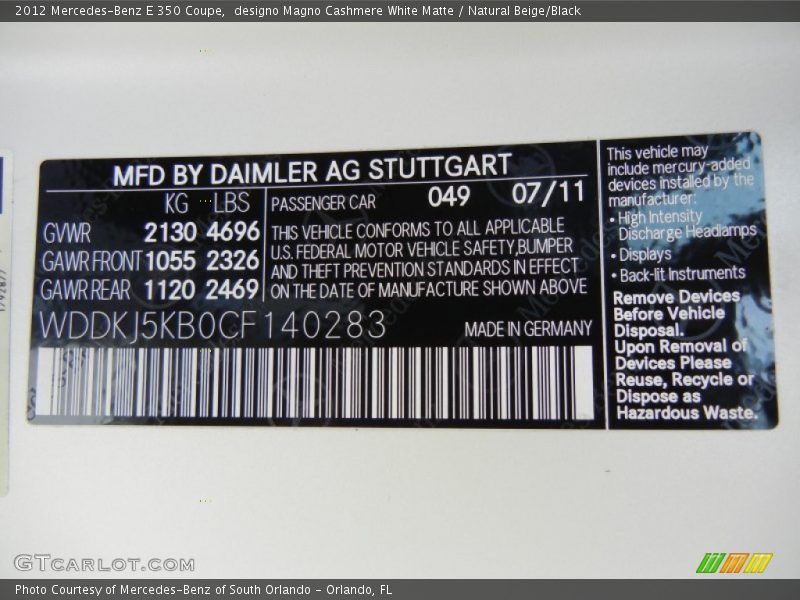 2012 Mercedes-Benz E 350 Coupe, designo Magno Cashmere White Matte / Natural Beige/Black
MFD BY DAIMLER AG STUTTGART
KG LBS
GVWR 2130 4696
GAWR FRONT 1055 2326
GAWR REAR 1120 2469
PASSENGER CAR 049 07/11
THIS VEHICLE CONFORMS TO ALL APPLICABLE
U.S. FEDERAL MOTOR VEHICLE SAFETY,BUMPER
AND THEFT PREVENTION STANDARDS IN EFFECT
ON THE DATE OF MANUFACTURE SHOWN ABOVE
WDDKJ5KB0CF140283
MADE IN GERMANY
This vehicle may
include mercury-added
devices installed by the
manufacturer:
• High Intensity
Discharge Headlamps
• Displays
• Back-lit Instruments
Remove Devices
Before Vehicle
Disposal.
Upon Removal of
Devices Please
Reuse, Recycle or
Dispose as
Hazardous Waste.
GTCARLOT.COM
Photo Courtesy of Mercedes-Benz of South Orlando - Orlando, FL